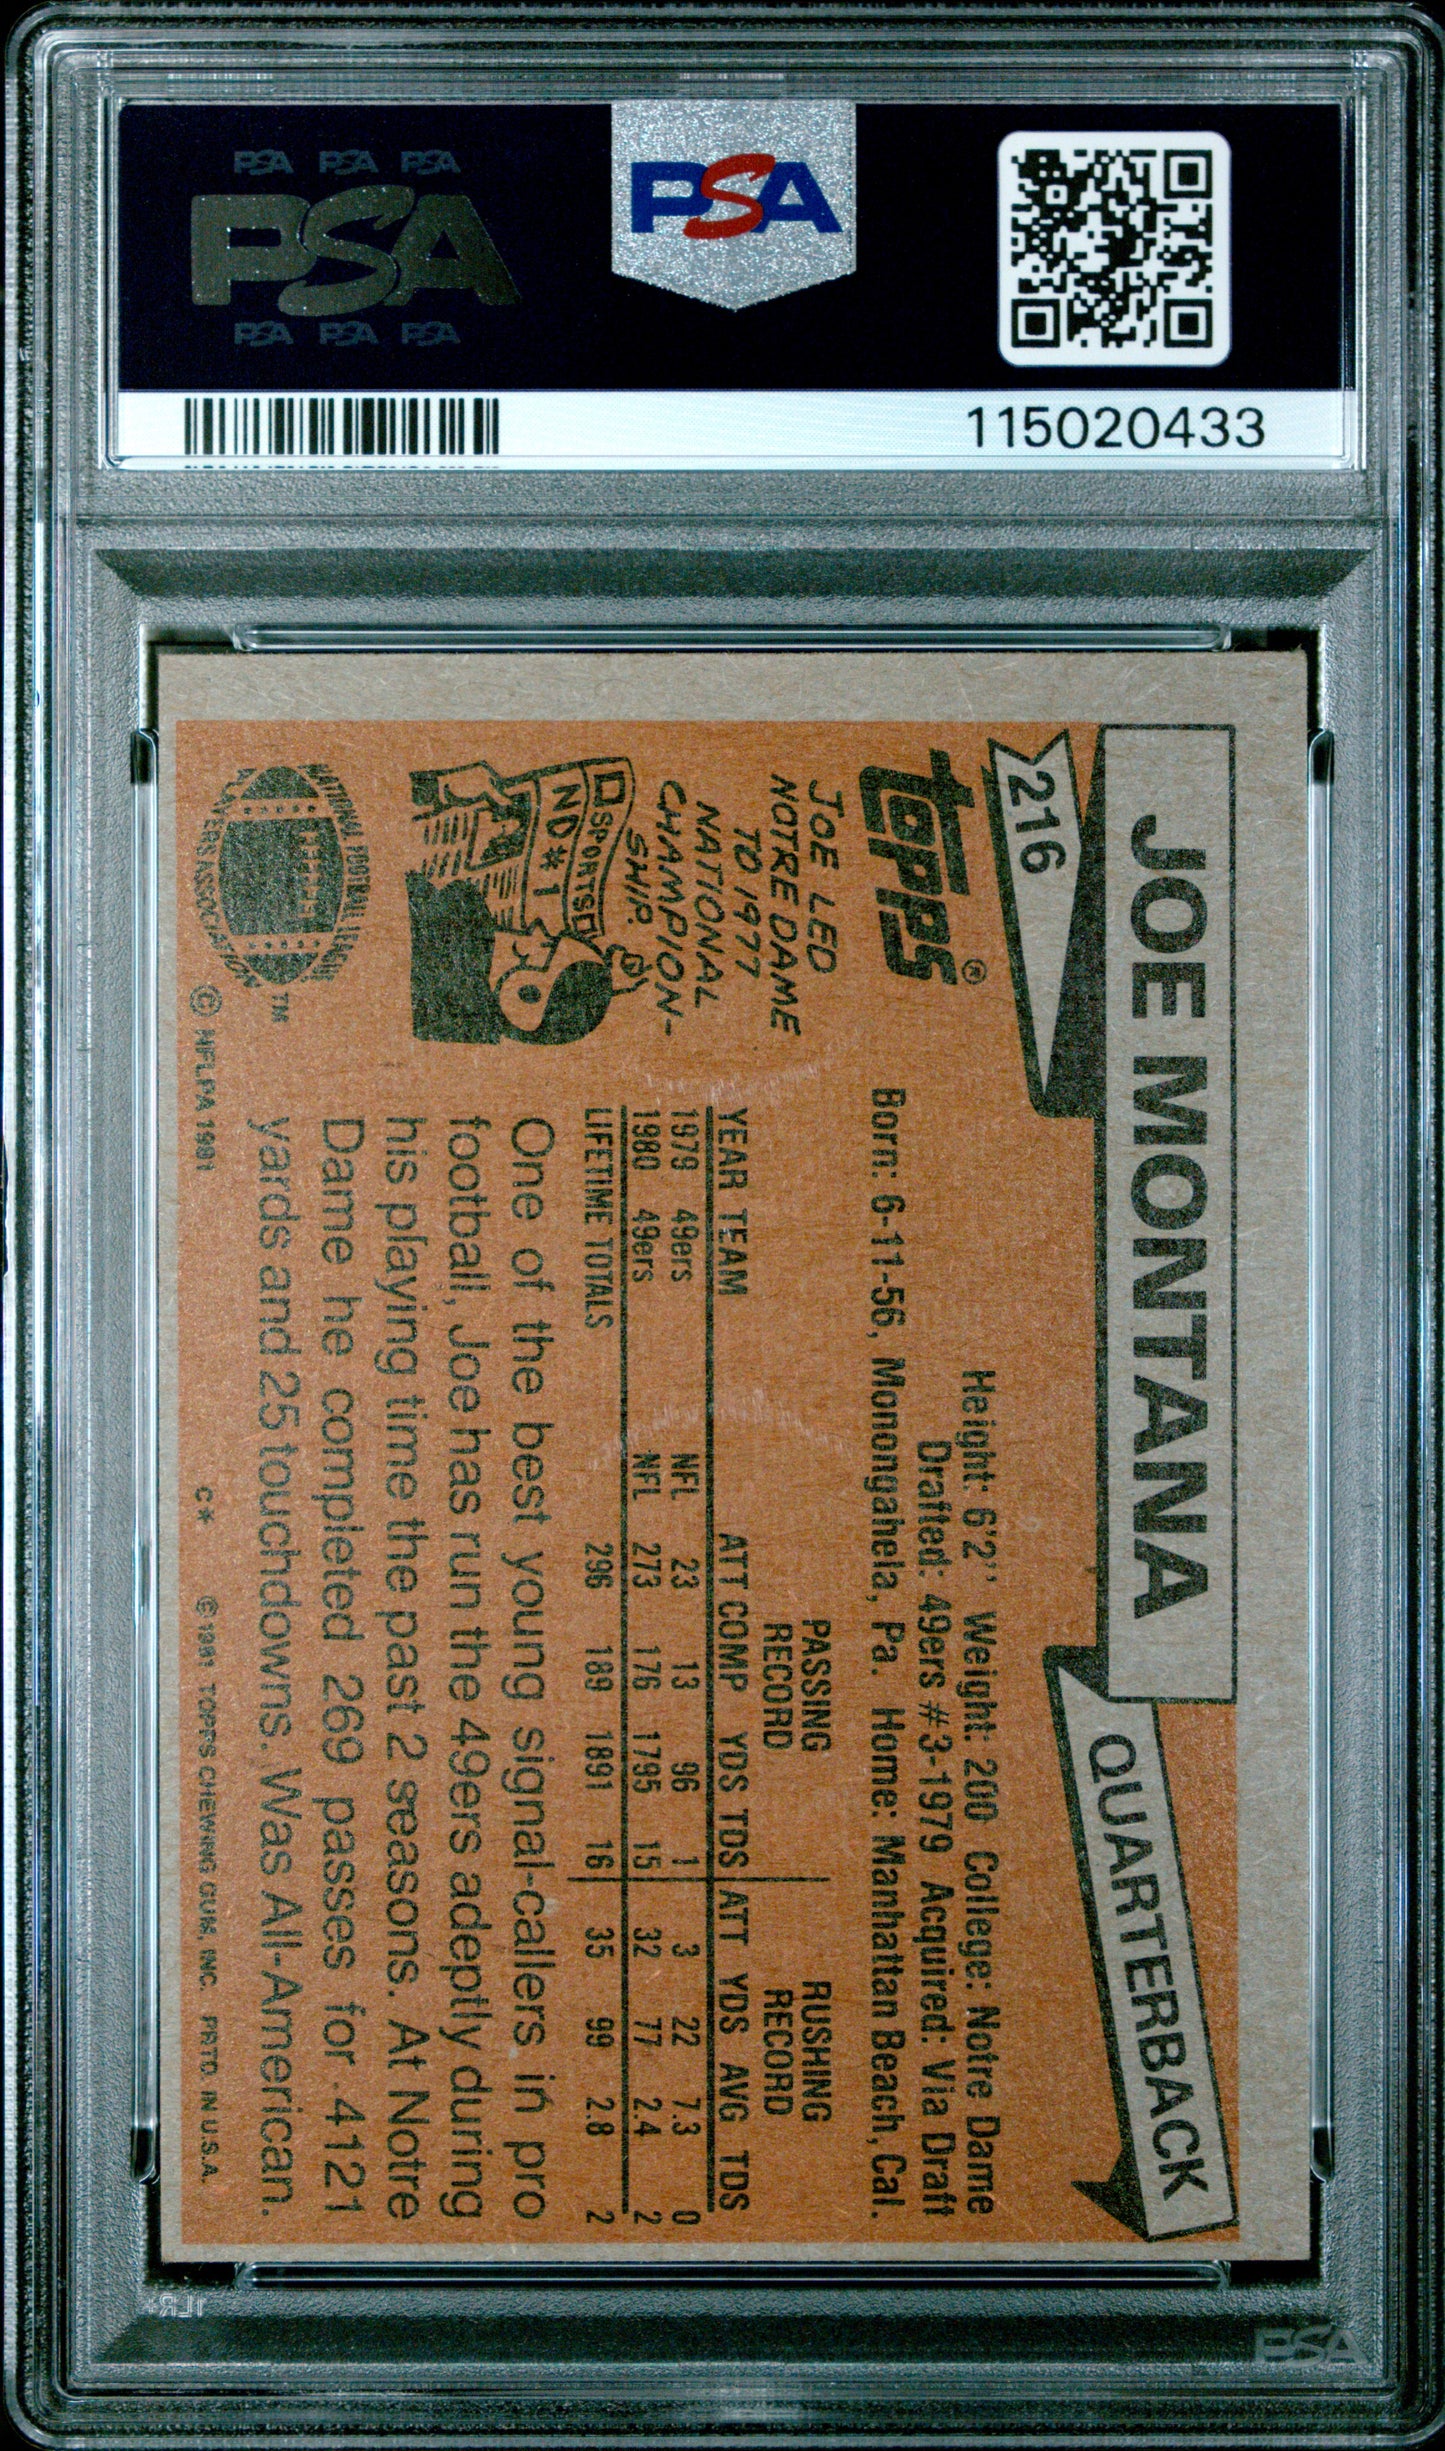 PSA PSA PSA
PSA
PSA PSA PSA
PSA
115020433
216
JOE MONTANA
QUARTERBACK
topps®
Height: 6'2" Weight: 200 College: Notre Dame
Drafted: 49ers #3-1979 Acquired: Via Draft
Born: 6-11-56, Monongahela, Pa. Home: Manhattan Beach, Cal.
JOE LED
NOTRE DAME
TO 1977
NATIONAL
CHAMPION-
SHIP.
SPORTS
ND #1
PASSING RUSHING
RECORD RECORD
YEAR TEAM ATT COMP YDS TDS ATT YDS AVG TDS
1979 49ers NFL 23 13 96 1 3 22 7.3 0
1980 49ers NFL 273 176 1795 15 32 77 2.4 2
LIFETIME TOTALS 296 189 1891 16 35 99 2.8 2
One of the best young signal-callers in pro
football, Joe has run the 49ers adeptly during
his playing time the past 2 seasons. At Notre
Dame he completed 269 passes for 4121
yards and 25 touchdowns. Was All-American.
NATIONAL FOOTBALL LEAGUE
PLAYERS ASSOCIATION
TM
© NFLPA 1981
C* © 1981 TOPPS CHEWING GUM, INC. PRTD. IN U.S.A.
PSA